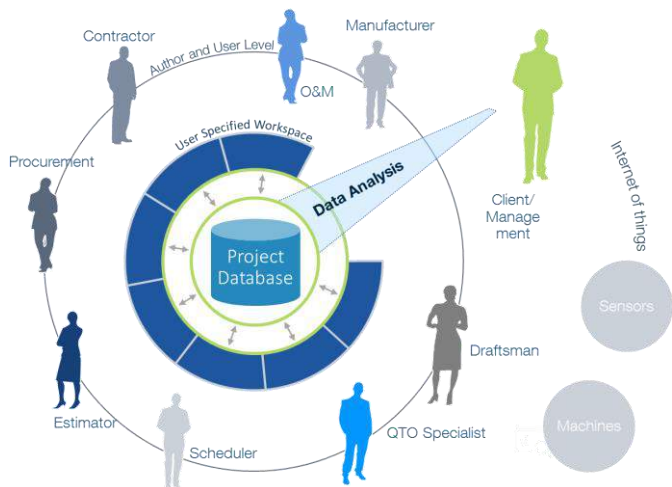 Contractor
Author and User Level
Manufacturer
O&M
User Specified Workspace
Procurement
Data Analysis
Client/
Manage
ment
Internet of things
Project
Database
Sensors
Draftsman
Estimator
Scheduler
QTO Specialist
Machines